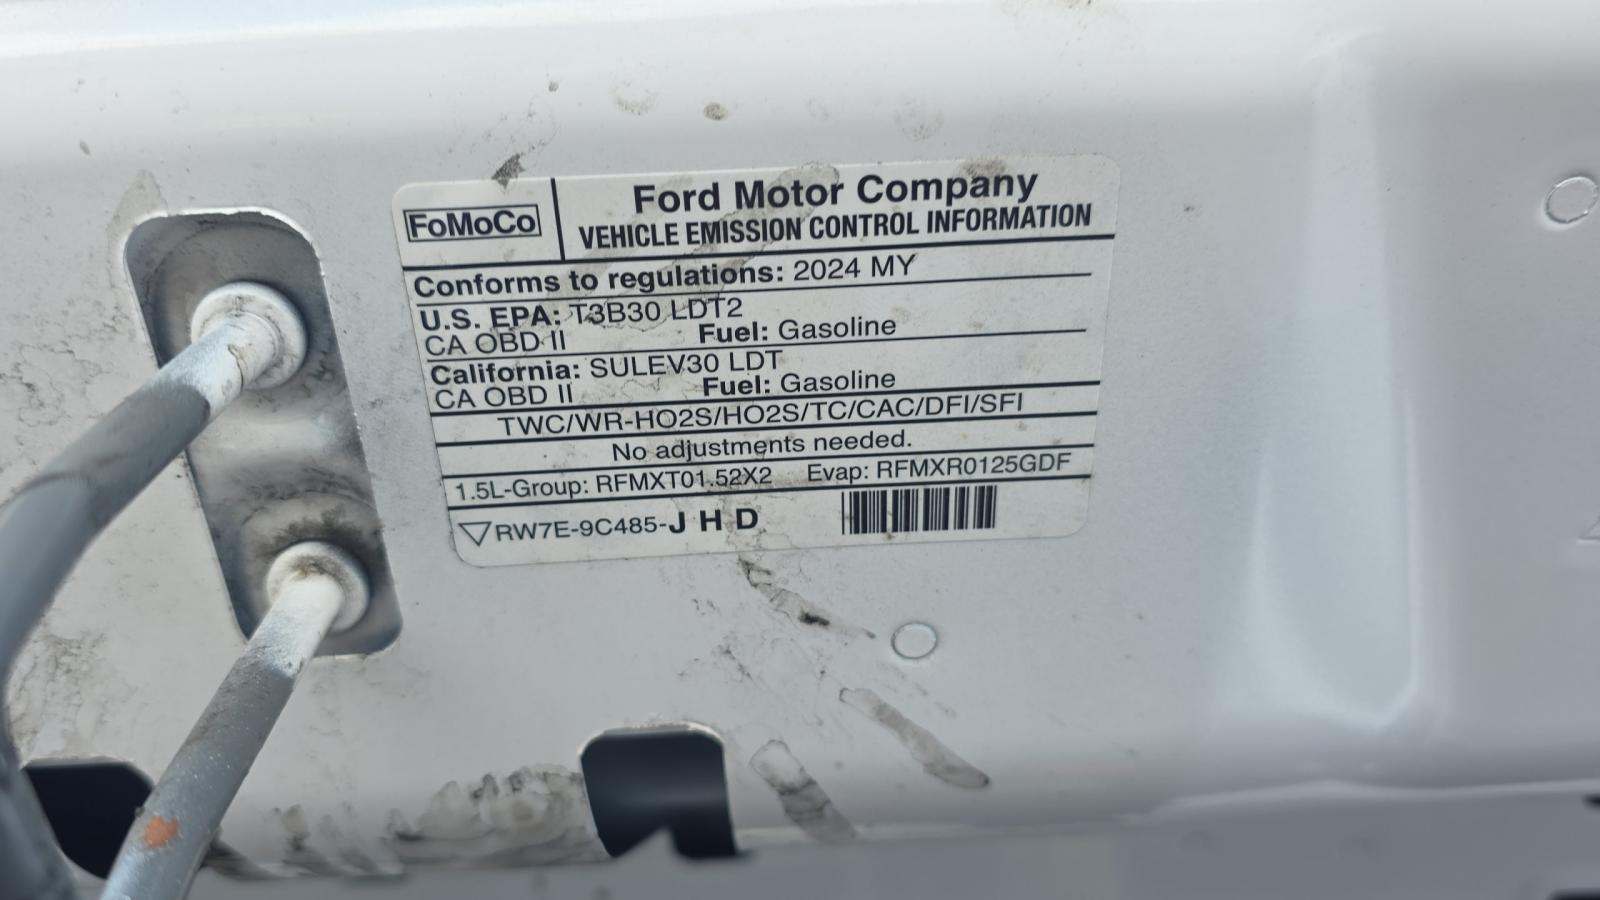 FoMoCo
Ford Motor Company
VEHICLE EMISSION CONTROL INFORMATION
Conforms to regulations: 2024 MY
U.S. EPA: T3B30 LDT2
CA OBD II Fuel: Gasoline
California: SULEV30 LDT
CA OBD II Fuel: Gasoline
TWC/WR-HO2S/HO2S/TC/CAC/DFI/SFI
No adjustments needed.
1.5L-Group: RFMXT01.52X2 Evap: RFMXR0125GDF
RW7E-9C485-J H D